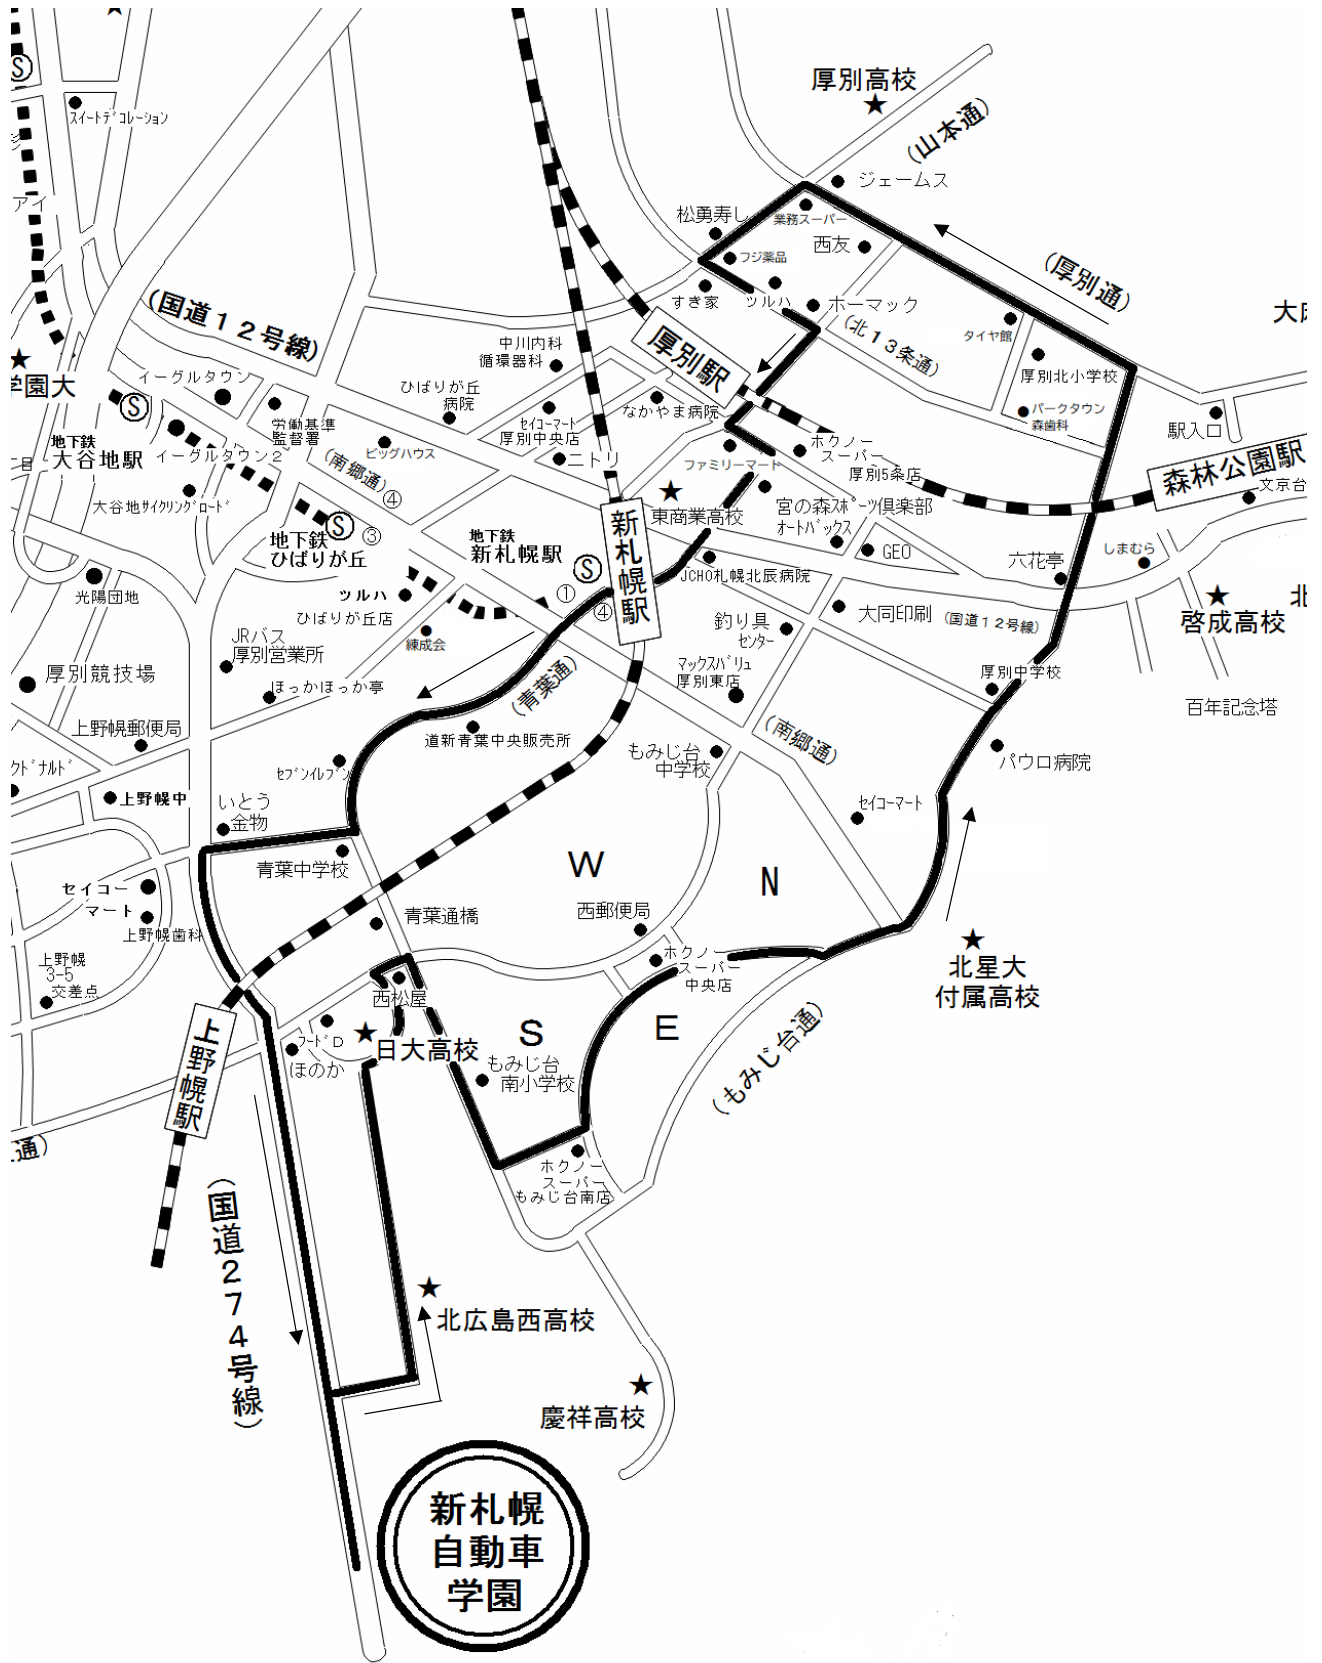 厚別高校
(山本通)
スイートデコレーション
アイ
ジェームス
松勇寿し
業務スーパー
西友
フジ薬品
(厚別通)
すき家
ツルハ
ホーマック
(国道12号線)
(北13条通)
タイヤ館
厚別駅
中川内科
循環器科
ひばりが丘
病院
なかやま病院
厚別北小学校
パークタウン
森歯科
駅入口
学園大
イーグルタウン
地下鉄
大谷地駅
イーグルタウン2
労働基準
監督署
セイコーマート
厚別中央店
ビッグハウス
ニトリ
(南郷通)
④
③
ファミリーマート
ホクノー
スーパー
厚別5条店
森林公園駅
文京台
大谷地サイクリングロード
東商業高校
宮の森スポーツ倶楽部
オートバックス
GEO
しまむら
六花亭
地下鉄
ひばりが丘
地下鉄
新札幌駅
新札幌駅
S
S
S
S
①
④
JCHO札幌北辰病院
光陽団地
ツルハ
ひばりが丘店
練成会
釣り具
センター
大同印刷
(国道12号線)
啓成高校
北
JRバス
厚別営業所
厚別競技場
ほっかほっか亭
マックスバリュ
厚別東店
厚別中学校
百年記念塔
(青葉通)
上野幌郵便局
道新青葉中央販売所
もみじ台
中学校
(南郷通)
パウロ病院
クドナルド
セブンイレブン
上野幌中
いとう
金物
セイコーマート
青葉中学校
W
N
セイコー
マート
青葉通橋
西郵便局
上野幌歯科
上野幌
3-5
交差点
ホクノー
スーパー
中央店
北星大
付属高校
西松屋
フードD
ほのか
日大高校
S
E
もみじ台
南小学校
(もみじ台通)
上野幌駅
通)
ホクノー
スーパー
もみじ台南店
(国道274号線)
北広島西高校
慶祥高校
新札幌
自動車
学園